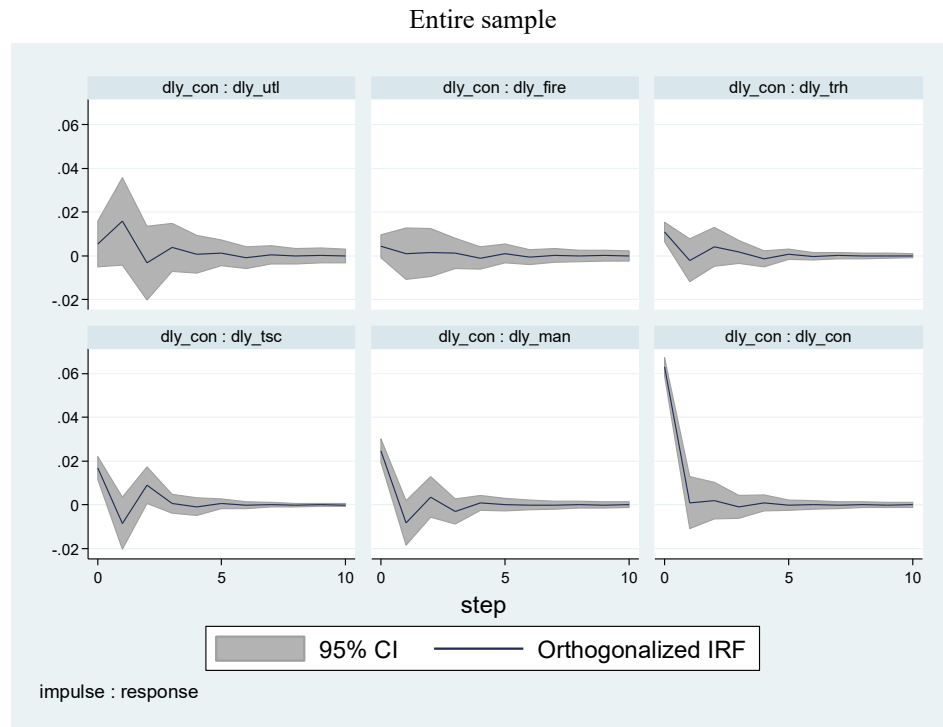 Entire sample
dly_con : dly_utl dly_fire dly_con : dly_trh
.06
.04
.02
0
-.02
dly_con : dly_tsc dly_con : dly_man dly_con : dly_con
.06
.04
.02
0
-.02
0 5 10 0 5 10 0 5 10
step
95% CI Orthogonalized IRF
impulse : response